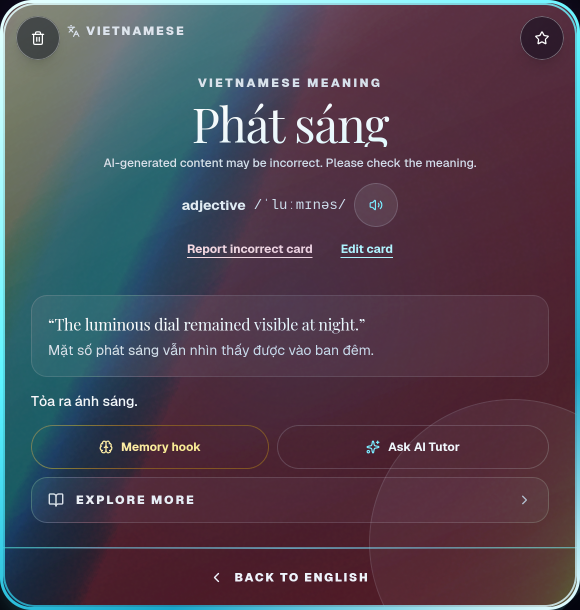 VIETNAMESE
VIETNAMESE MEANING
Phát sáng
AI-generated content may be incorrect. Please check the meaning.
adjective /ˈluːmɪnəs/
Report incorrect card Edit card
“The luminous dial remained visible at night.”
Mặt số phát sáng vẫn nhìn thấy được vào ban đêm.
Tỏa ra ánh sáng.
Memory hook Ask AI Tutor
EXPLORE MORE
BACK TO ENGLISH